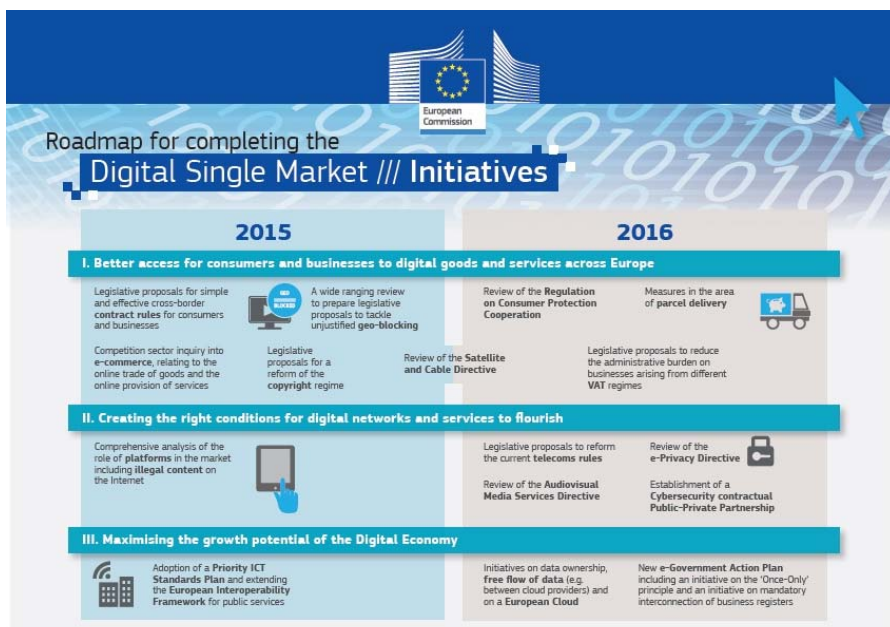 European
Commission
Roadmap for completing the
Digital Single Market /// Initiatives
2015
2016
I. Better access for consumers and businesses to digital goods and services across Europe
Legislative proposals for simple
and effective cross-border
contract rules for consumers
and businesses
GEO
BLOCKED
A wide ranging review
to prepare legislative
proposals to tackle
unjustified geo-blocking
Review of the Regulation
on Consumer Protection
Cooperation
Measures in the area
of parcel delivery
Competition sector inquiry into
e-commerce, relating to the
online trade of goods and the
online provision of services
Legislative
proposals for a
reform of the
copyright regime
Review of the Satellite
and Cable Directive
Legislative proposals to reduce
the administrative burden on
businesses arising from different
VAT regimes
II. Creating the right conditions for digital networks and services to flourish
Comprehensive analysis of the
role of platforms in the market
including illegal content on
the Internet
Legislative proposals to reform
the current telecoms rules
Review of the
e-Privacy Directive
Review of the Audiovisual
Media Services Directive
Establishment of a
Cybersecurity contractual
Public-Private Partnership
III. Maximising the growth potential of the Digital Economy
Adoption of a Priority ICT
Standards Plan and extending
the European Interoperability
Framework for public services
Initiatives on data ownership,
free flow of data (e.g.
between cloud providers) and
on a European Cloud
New e-Government Action Plan
including an initiative on the 'Once-Only'
principle and an initiative on mandatory
interconnection of business registers